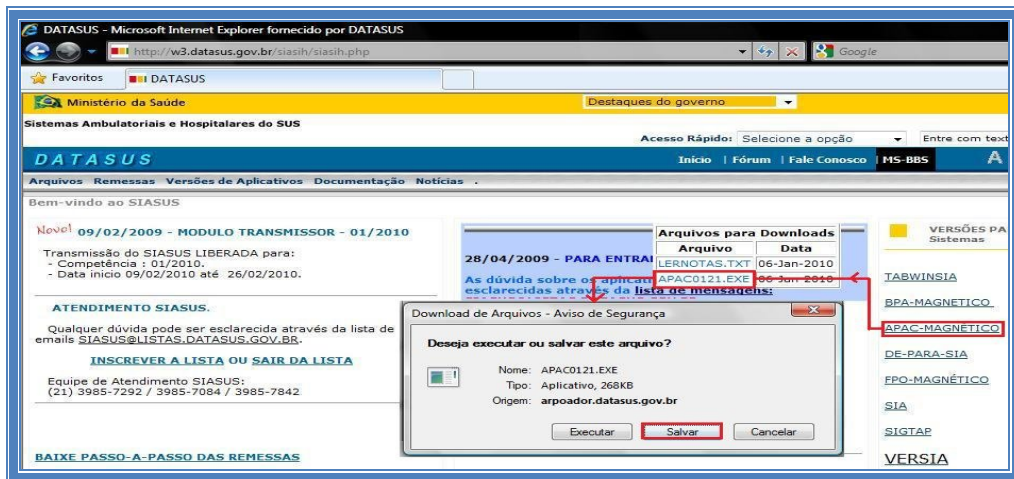 DATASUS - Microsoft Internet Explorer fornecido por DATASUS
http://w3.datasus.gov.br/siasih/siasih.php
Google
Favoritos
DATASUS
Ministério da Saúde
Destaques do governo
Sistemas Ambulatoriais e Hospitalares do SUS
Acesso Rápido: Selecione a opção
Entre com text
DATASUS
Início | Fórum | Fale Conosco | MS-BBS
A
Arquivos Remessas Versões de Aplicativos Documentação Notícias .
Bem-vindo ao SIASUS
Novo! 09/02/2009 - MODULO TRANSMISSOR - 01/2010
Transmissão do SIASUS LIBERADA para:
- Competência : 01/2010.
- Data inicio 09/02/2010 até 26/02/2010.
ATENDIMENTO SIASUS.
Qualquer dúvida pode ser esclarecida através da lista de
emails SIASUS@LISTAS.DATASUS.GOV.BR.
INSCREVER A LISTA OU SAIR DA LISTA
Equipe de Atendimento SIASUS:
(21) 3985-7292 / 3985-7084 / 3985-7842
BAIXE PASSO-A-PASSO DAS REMESSAS
28/04/2009 - PARA ENTRA
As dúvida sobre os aplicati
esclarecidas através da lista de mensagens:
Arquivos para Downloads
Arquivo Data
LERNOTAS.TXT 06-Jan-2010
APAC0121.EXE 06-Jan-2010
Download de Arquivos - Aviso de Segurança
Deseja executar ou salvar este arquivo?
Nome: APAC0121.EXE
Tipo: Aplicativo, 268KB
Origem: arpoador.datasus.gov.br
Executar Salvar Cancelar
VERSÕES PA
Sistemas
TABWINSIA
BPA-MAGNETICO
APAC-MAGNÉTICO
DE-PARA-SIA
FPO-MAGNÉTICO
SIA
SIGTAP
VERSIA